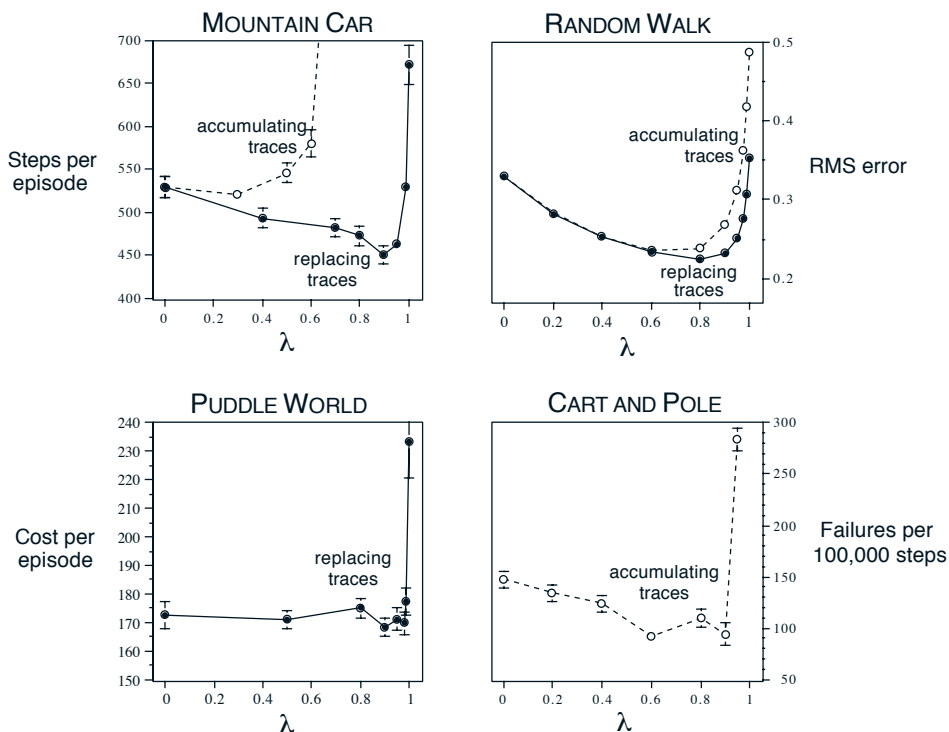 MOUNTAIN CAR
700
650
600
550
500
450
400
Steps per
episode
accumulating
traces
replacing
traces
0
0.2
0.4
0.6
0.8
1
λ
RANDOM WALK
0.5
0.4
0.3
0.2
RMS error
accumulating
traces
replacing
traces
0
0.2
0.4
0.6
0.8
1
λ
PUDDLE WORLD
240
230
220
210
200
190
180
170
160
150
Cost per
episode
replacing
traces
0
0.2
0.4
0.6
0.8
1
λ
CART AND POLE
300
250
200
150
100
50
Failures per
100,000 steps
accumulating
traces
0
0.2
0.4
0.6
0.8
1
λ